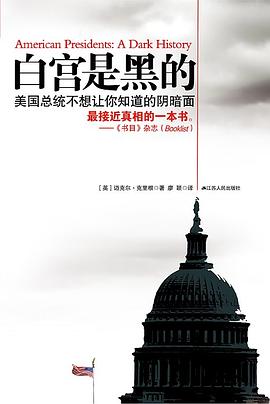 American Presidents: A Dark History
白宫是黑的
美国总统不想让你知道的阴暗面
最接近真相的一本书。
——《书目》杂志(Booklist)
[英] 迈克尔·克里根◎著 廖颖◎译 江苏人民出版社